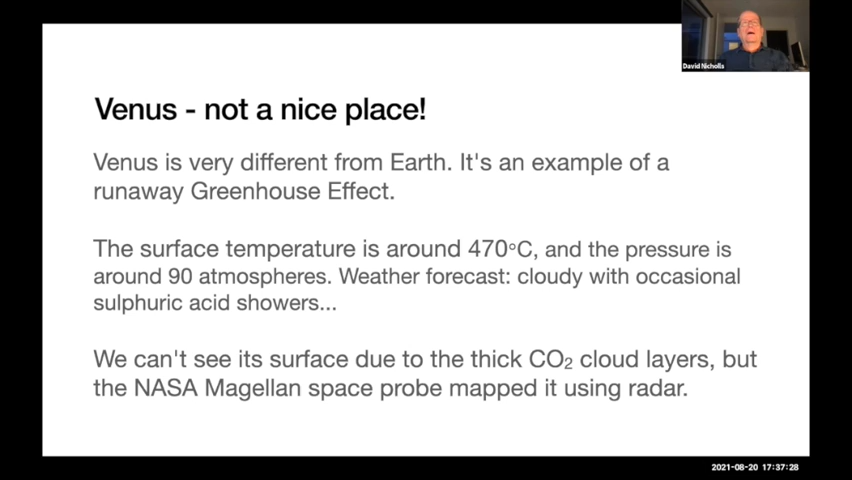 David Nicholls
Venus - not a nice place!
Venus is very different from Earth. It's an example of a
runaway Greenhouse Effect.
The surface temperature is around 470°C, and the pressure is
around 90 atmospheres. Weather forecast: cloudy with occasional
sulphuric acid showers...
We can't see its surface due to the thick CO₂ cloud layers, but
the NASA Magellan space probe mapped it using radar.
2021-08-20 17:37:28